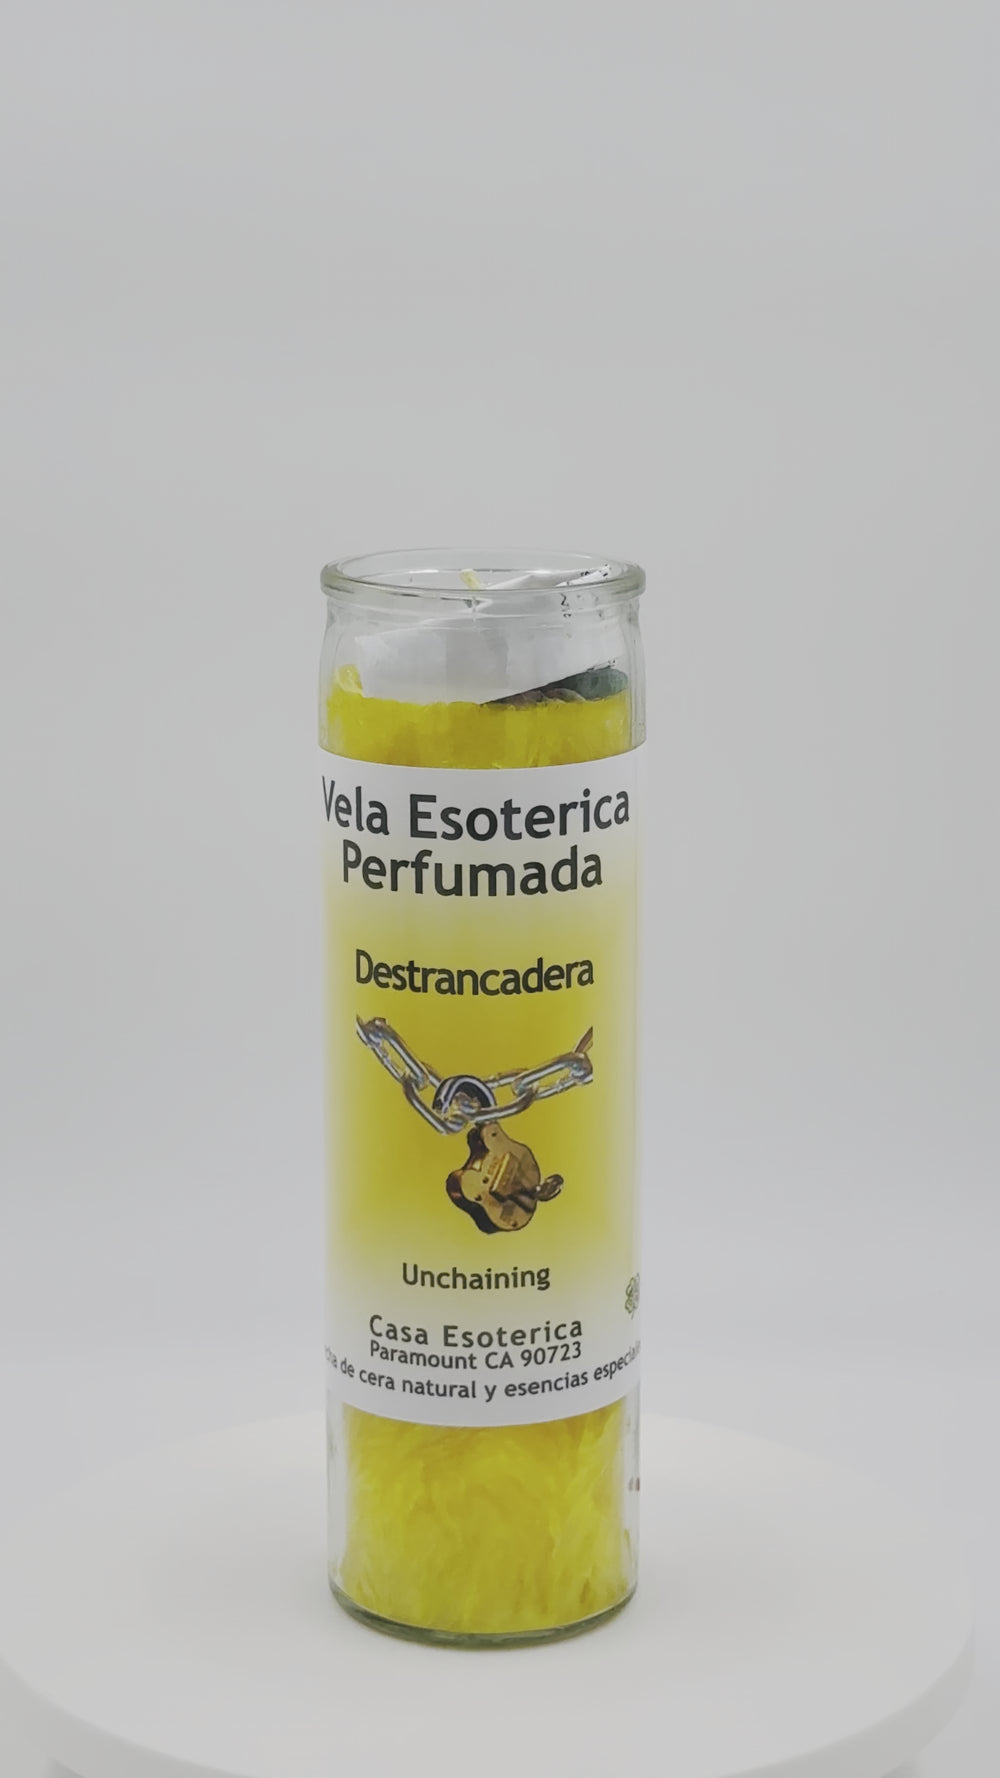 Vela Esoterica
Perfumada
Destrancadera
Unchaining
Casa Esoterica
Paramount CA 90723
de cera natural y esencias